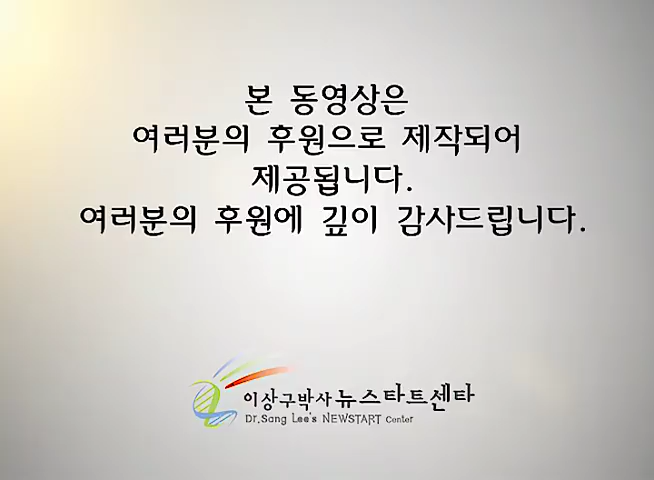 본 동영상은
여러분의 후원으로 제작되어
제공됩니다.
여러분의 후원에 깊이 감사드립니다.
이상구박사 뉴스타트센타
Dr.Sang Lee's NEWSTART Center